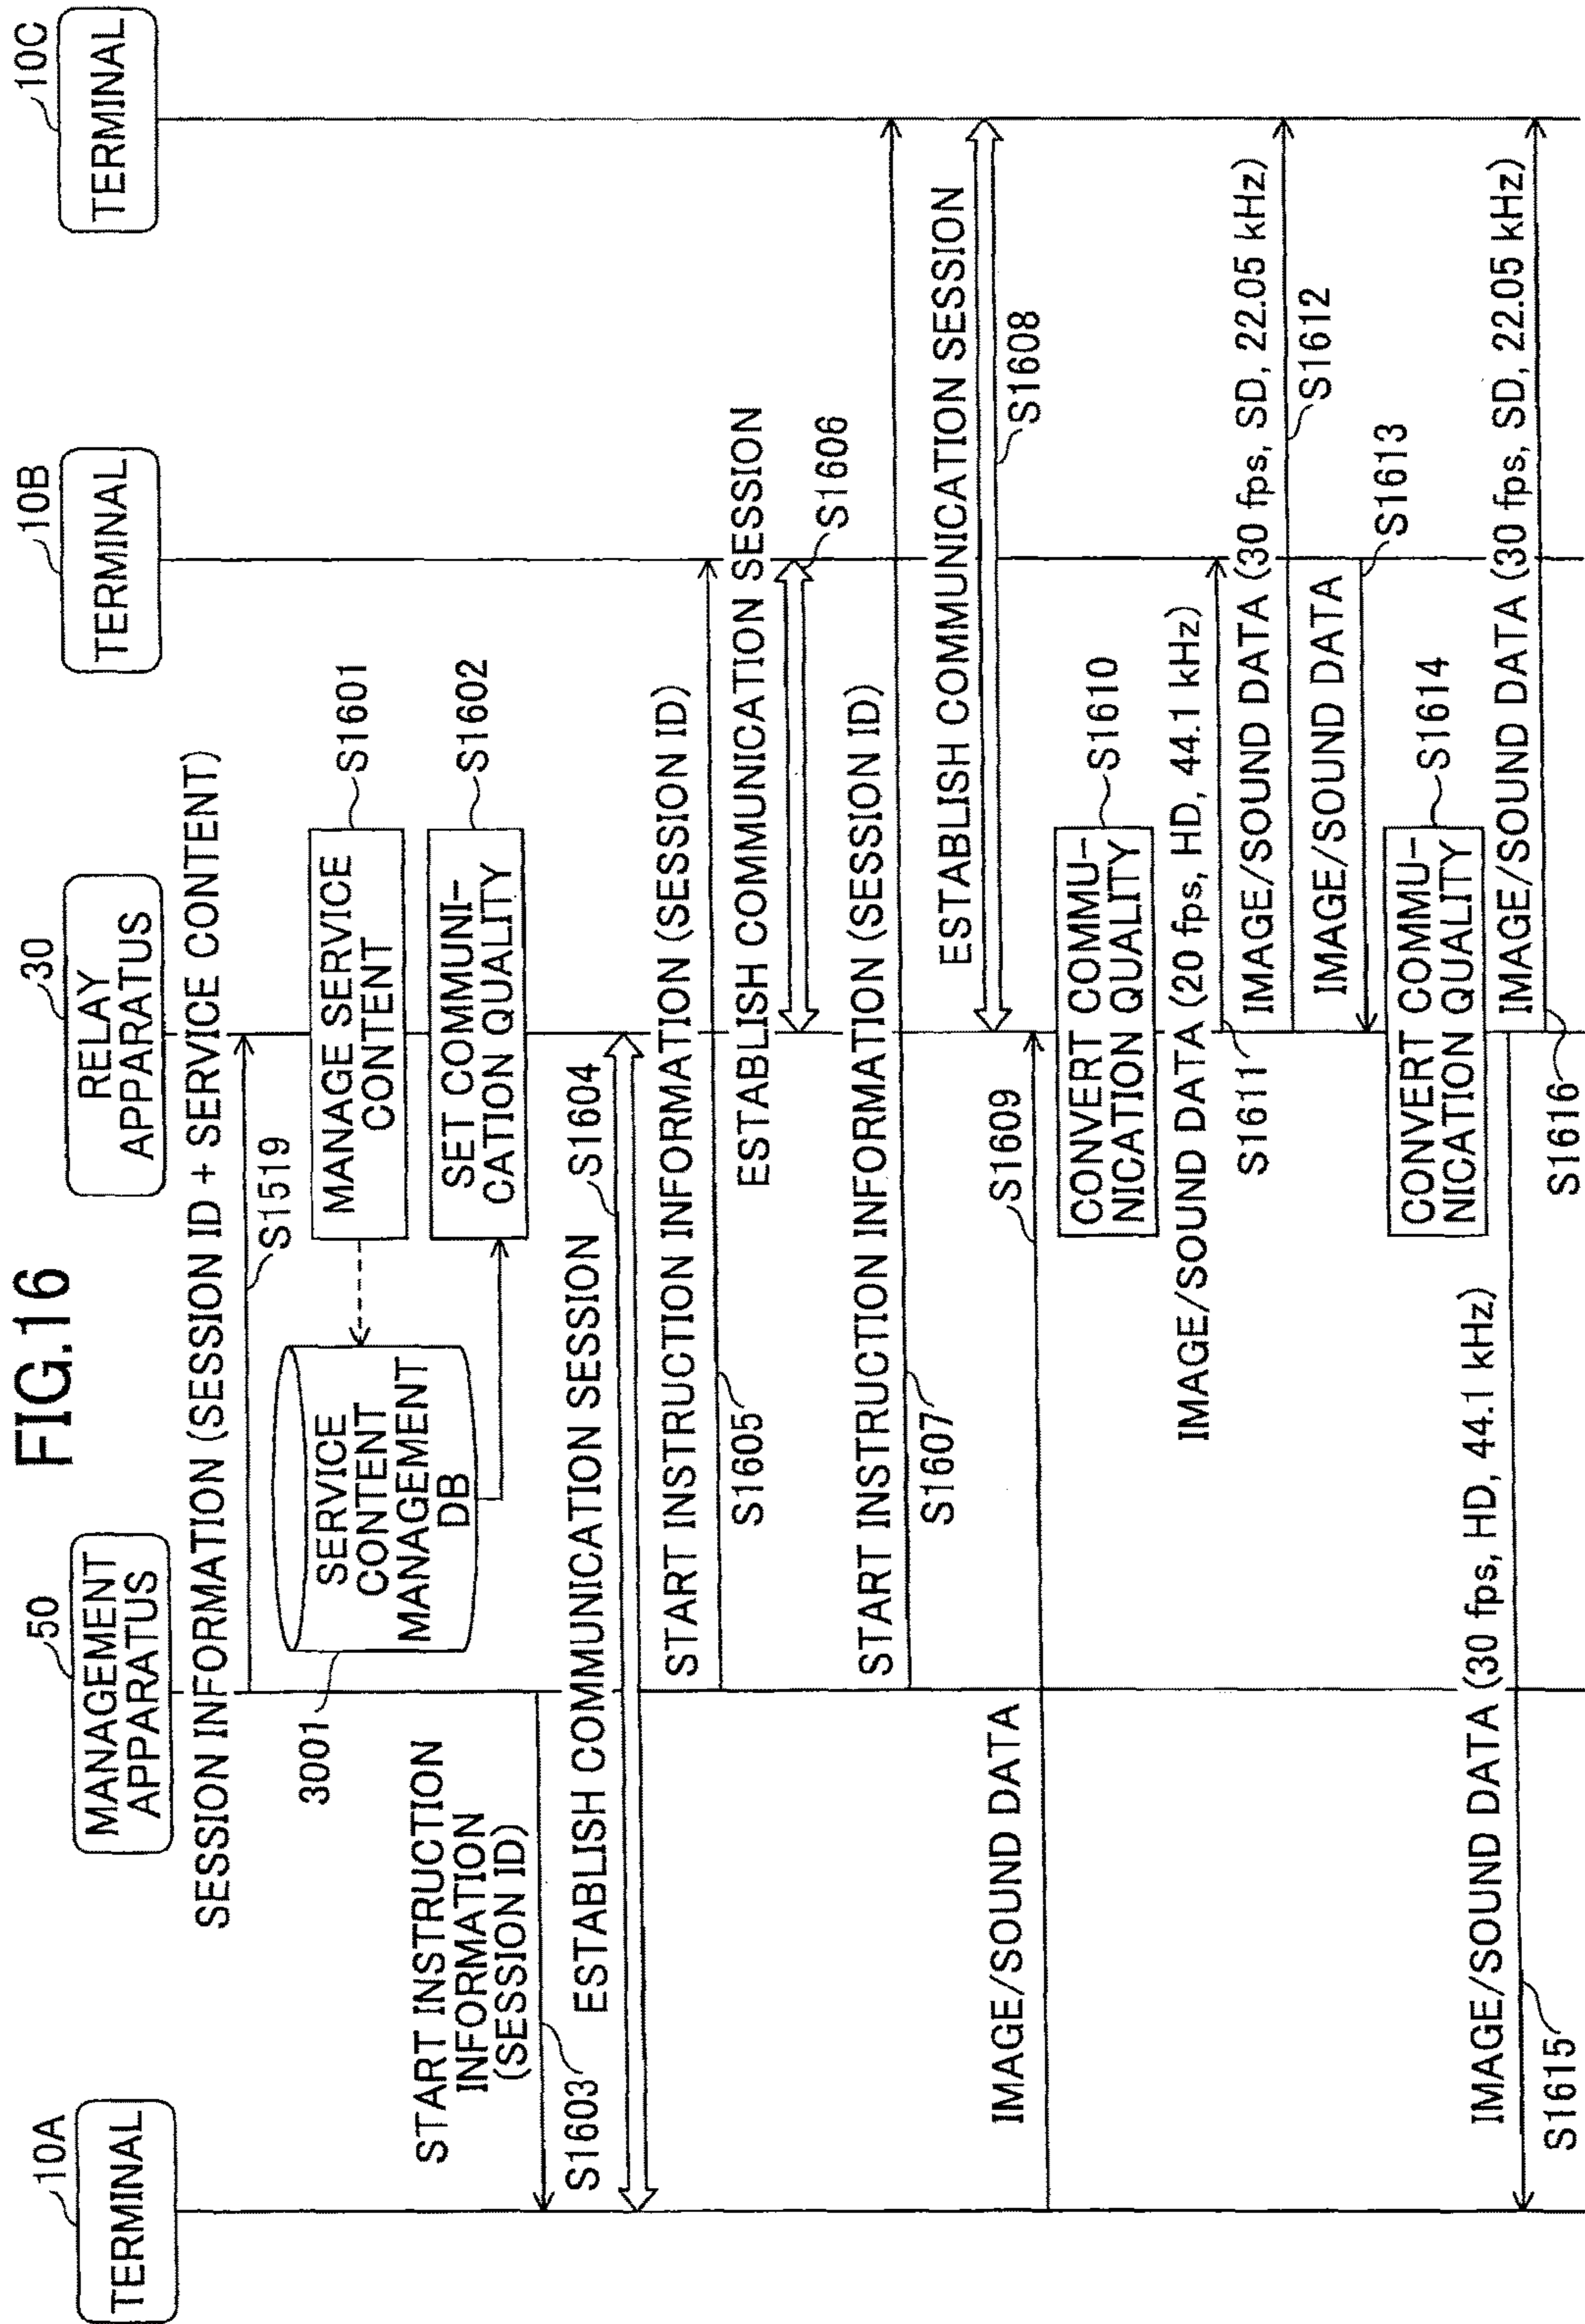 FIG.16
10A
TERMINAL
50
MANAGEMENT
APPARATUS
30
RELAY
APPARATUS
10B
TERMINAL
10C
TERMINAL
SESSION INFORMATION (SESSION ID + SERVICE CONTENT)
S1519
3001
SERVICE
CONTENT
MANAGEMENT
DB
MANAGE SERVICE
CONTENT
S1601
SET COMMUNI-
CATION QUALITY
S1602
START INSTRUCTION
INFORMATION
(SESSION ID)
S1603
ESTABLISH COMMUNICATION SESSION
S1604
START INSTRUCTION INFORMATION (SESSION ID)
S1605
ESTABLISH COMMUNICATION SESSION
S1606
START INSTRUCTION INFORMATION (SESSION ID)
S1607
ESTABLISH COMMUNICATION SESSION
S1608
IMAGE/SOUND DATA
S1609
CONVERT COMMU-
NICATION QUALITY
S1610
IMAGE/SOUND DATA (20 fps, HD, 44.1 kHz)
S1611
IMAGE/SOUND DATA (30 fps, SD, 22.05 kHz)
S1612
IMAGE/SOUND DATA
S1613
CONVERT COMMU-
NICATION QUALITY
S1614
IMAGE/SOUND DATA (30 fps, HD, 44.1 kHz)
S1615
IMAGE/SOUND DATA (30 fps, SD, 22.05 kHz)
S1616